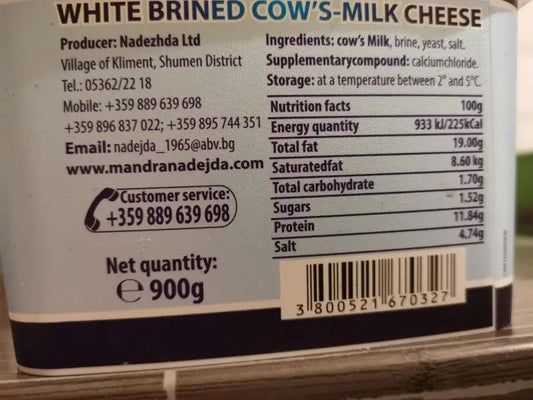 WHITE BRINED COW'S-MILK CHEESE
Producer: Nadezhda Ltd
Village of Kliment, Shumen District
Tel.: 05362/22 18
Mobile: +359 889 639 698
+359 896 837 022; +359 895 744 351
Email: nadejda_1965@abv.bg
www.mandranadejda.com
Customer service:
+359 889 639 698
Net quantity:
℮ 900g
Ingredients: cow's Milk, brine, yeast, salt.
Supplementarycompound: calciumchloride.
Storage: at a temperature between 2° and 5°C.
Nutrition facts 100g
Energy quantity 933 kJ/225kCal
Total fat 19.00g
Saturatedfat 8.60 kg
Total carbohydrate 1.70g
Sugars 1.52g
Protein 11.84g
Salt 4.74g
3 800521 670327